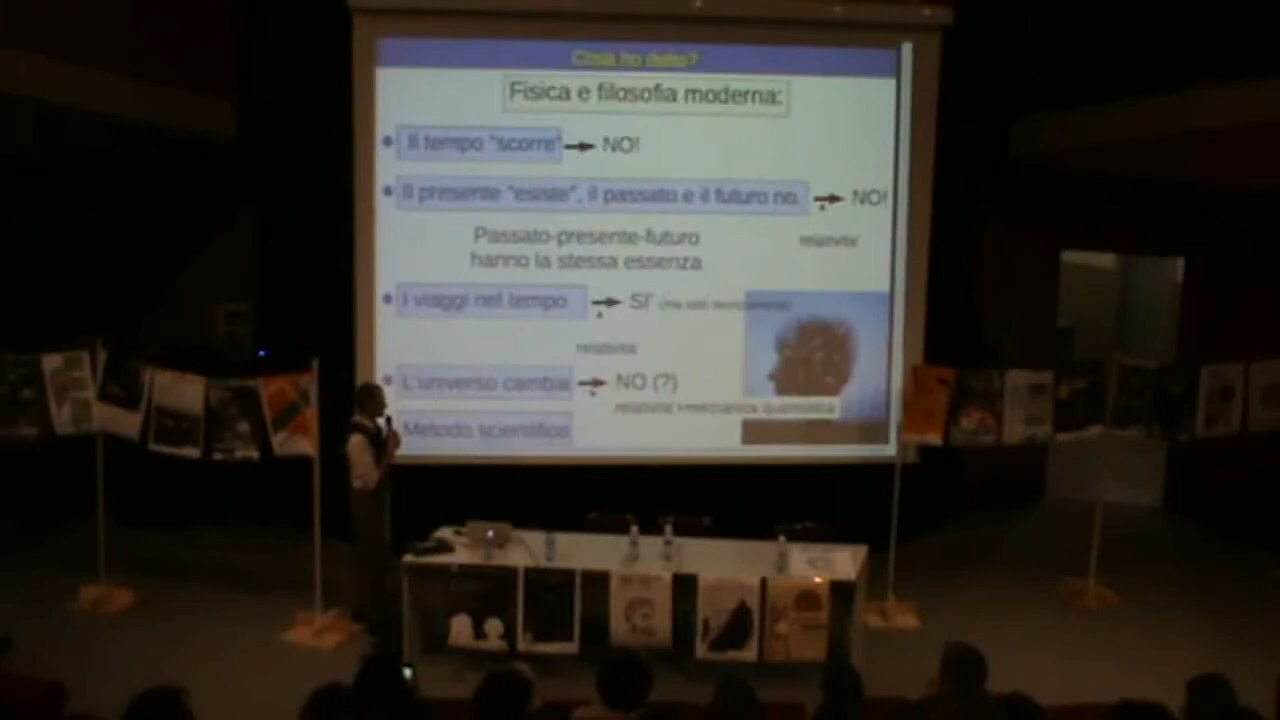 Cosa ho detto?
Fisica e filosofia moderna:
Il tempo "scorre" NO!
Il presente "esiste", il passato e il futuro no. NO!
Passato-presente-futuro
hanno la stessa essenza
relatività
I viaggi nel tempo SI' (ma solo teoricamente)
relatività
L'universo cambia NO (?)
relatività +meccanica quantistica
Metodo scientifico